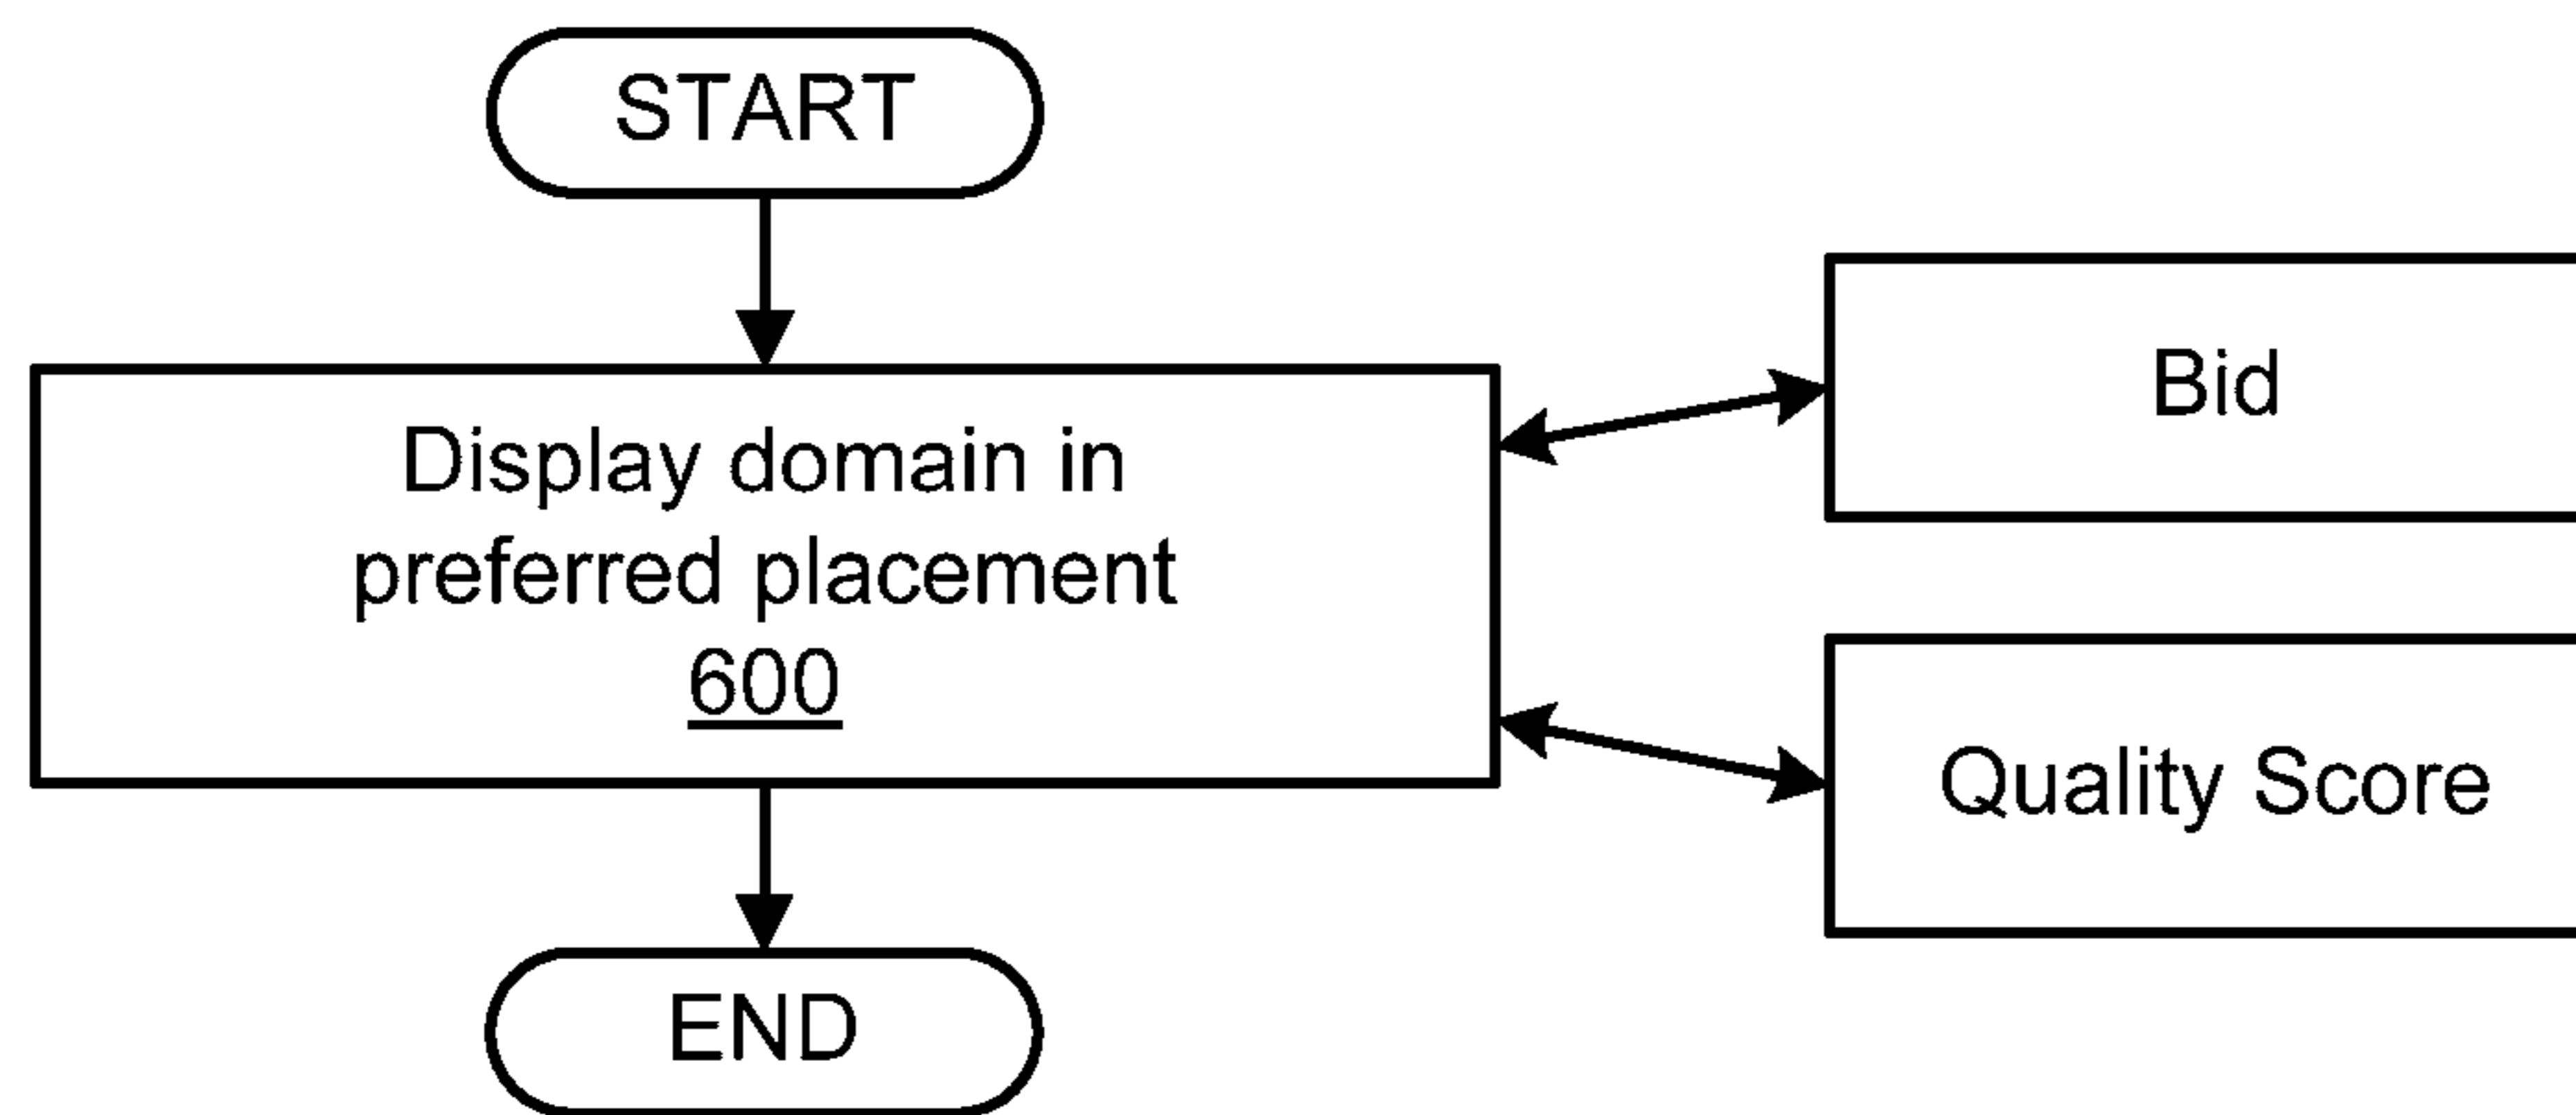 START
Display domain in
preferred placement
600
Bid
Quality Score
END